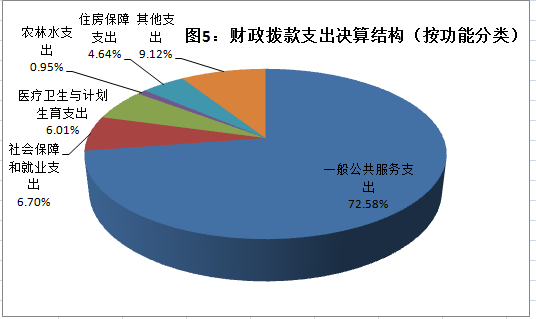 图5：财政拨款支出决算结构（按功能分类）
农林水支
出
0.95%
住房保障
支出
4.64%
其他支
出
9.12%
医疗卫生与计划
生育支出
6.01%
社会保障
和就业支
出
6.70%
一般公共服务支
出
72.58%